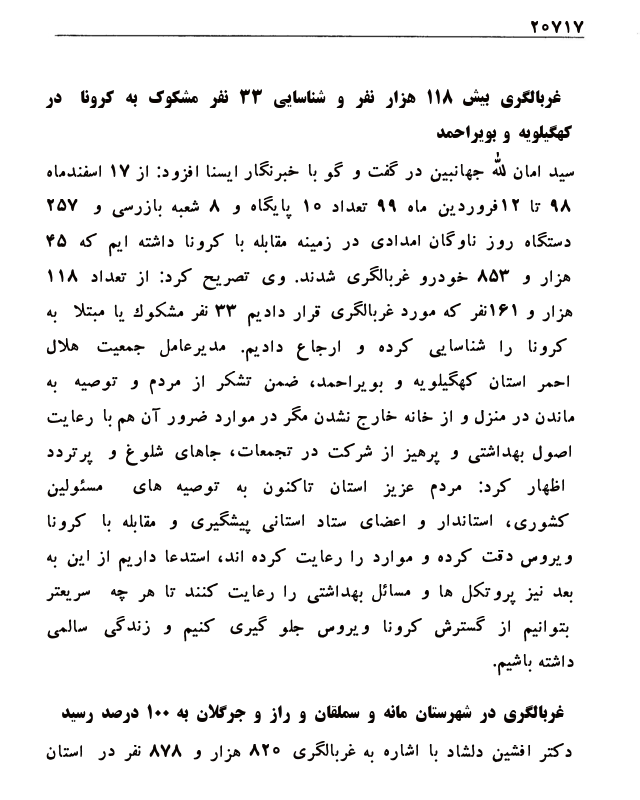 ۲۰۷۱۷
غربالگری بیش ۱۱۸ هزار نفر و شناسایی ۳۳ نفر مشکوک به کرونا در
کهگیلویه و بویراحمد
سید امان لله جهانبین در گفت و گو با خبرنگار ایسنا افزود: از ۱۷ اسفندماه
۹۸ تا ۱۲فروردین ماه ۹۹ تعداد ۱۰ پایگاه و ۸ شعبه بازرسی و ۲۵۷
دستگاه روز ناوگان امدادی در زمینه مقابله با کرونا داشته ایم که ۴۵
هزار و ۸۵۳ خودرو غربالگری شدند. وی تصریح کرد: از تعداد ۱۱۸
هزار و ۱۶۱نفر که مورد غربالگری قرار دادیم ۳۳ نفر مشکوك یا مبتلا به
کرونا را شناسایی کرده و ارجاع دادیم. مدیرعامل جمعیت هلال
احمر استان کهگیلویه و بویراحمد، ضمن تشکر از مردم و توصیه به
ماندن در منزل و از خانه خارج نشدن مگر در موارد ضرور آن هم با رعایت
اصول بهداشتی و پرهیز از شرکت در تجمعات، جاهای شلوغ و پرتردد
اظهار کرد: مردم عزیز استان تاکنون به توصیه های مسئولین
کشوری، استاندار و اعضای ستاد استانی پیشگیری و مقابله با کرونا
ویروس دقت کرده و موارد را رعایت کرده اند، استدعا داریم از این به
بعد نیز پروتکل ها و مسائل بهداشتی را رعایت کنند تا هر چه سریعتر
بتوانیم از گسترش کرونا ویروس جلو گیری کنیم و زندگی سالمی
داشته باشیم.
غربالگری در شهرستان مانه و سملقان و راز و جرگلان به ۱۰۰ درصد رسید
دکتر افشین دلشاد با اشاره به غربالگری ۸۲۰ هزار و ۸۷۸ نفر در استان